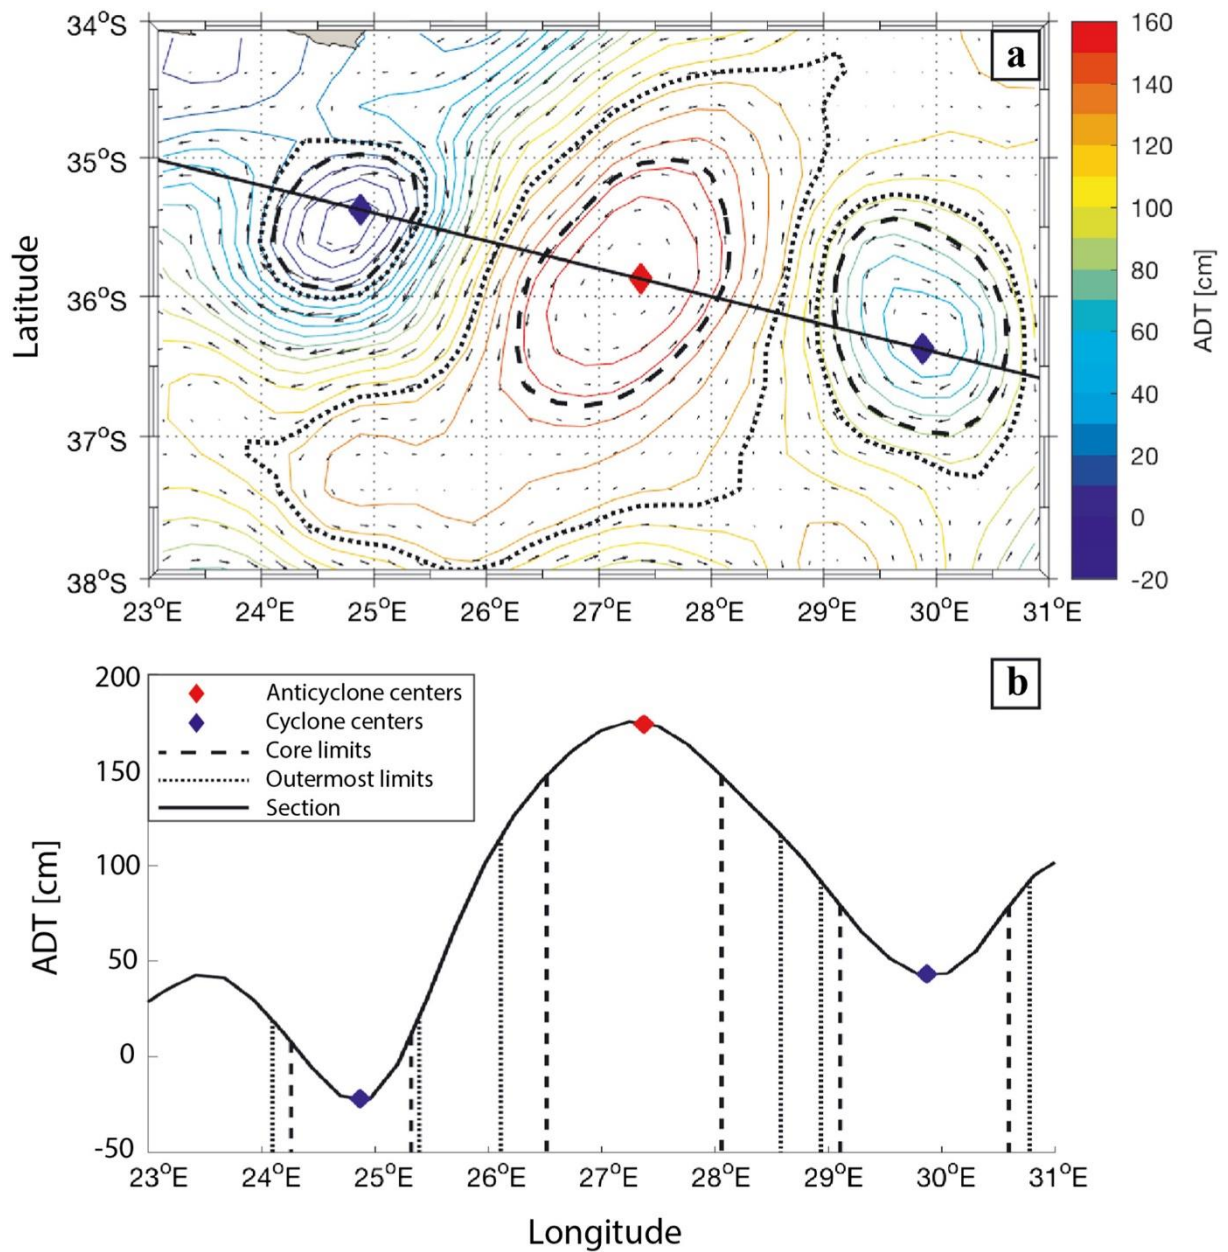 a
34°S
35°S
36°S
37°S
38°S
Latitude
23°E 24°E 25°E 26°E 27°E 28°E 29°E 30°E 31°E
160
140
120
100
80
60
40
20
0
-20
ADT [cm]
b
Anticyclone centers
Cyclone centers
Core limits
Outermost limits
Section
200
150
100
50
0
-50
ADT [cm]
23°E 24°E 25°E 26°E 27°E 28°E 29°E 30°E 31°E
Longitude